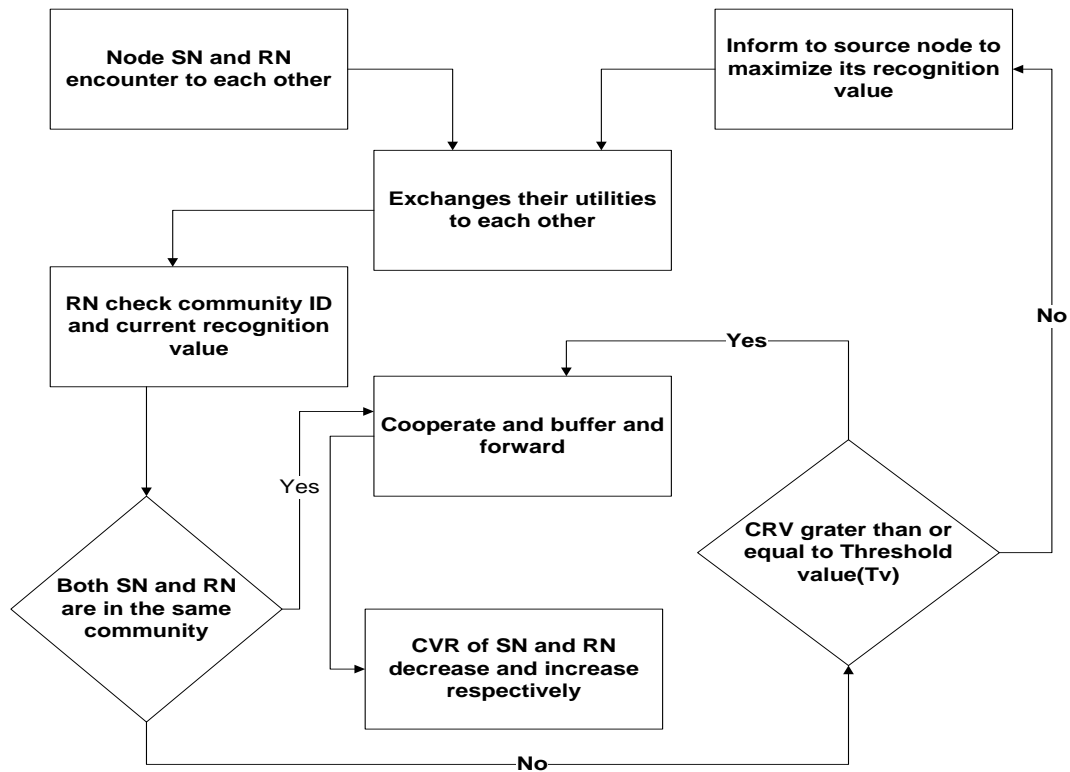 Node SN and RN
encounter to each other
Inform to source node to
maximize its recognition
value
Exchanges their utilities
to each other
RN check community ID
and current recognition
value
No
Yes
Cooperate and buffer and
forward
Yes
CRV grater than or
equal to Threshold
value(Tv)
Both SN and RN
are in the same
community
CVR of SN and RN
decrease and increase
respectively
No